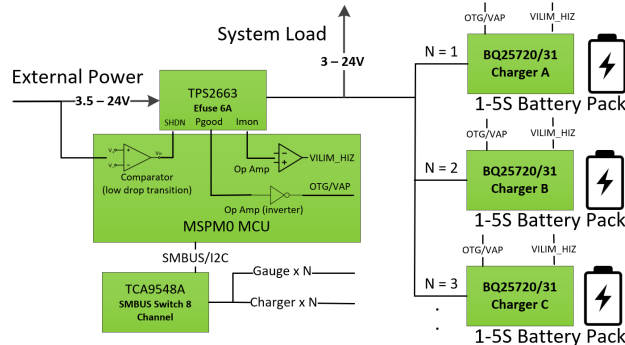 System Load
3 – 24V
External Power
3.5 – 24V
TPS2663
Efuse 6A
SHDN Pgood Imon
V+
V-
Vo
Comparator
(low drop transition)
Op Amp
VILIM_HIZ
OTG/VAP
Op Amp (inverter)
MSPM0 MCU
SMBUS/I2C
TCA9548A
SMBUS Switch 8
Channel
Gauge x N
Charger x N
OTG/VAP VILIM_HIZ
N = 1
BQ25720/31
Charger A
1-5S Battery Pack
OTG/VAP VILIM_HIZ
N = 2
BQ25720/31
Charger B
1-5S Battery Pack
OTG/VAP VILIM_HIZ
N = 3
BQ25720/31
Charger C
1-5S Battery Pack